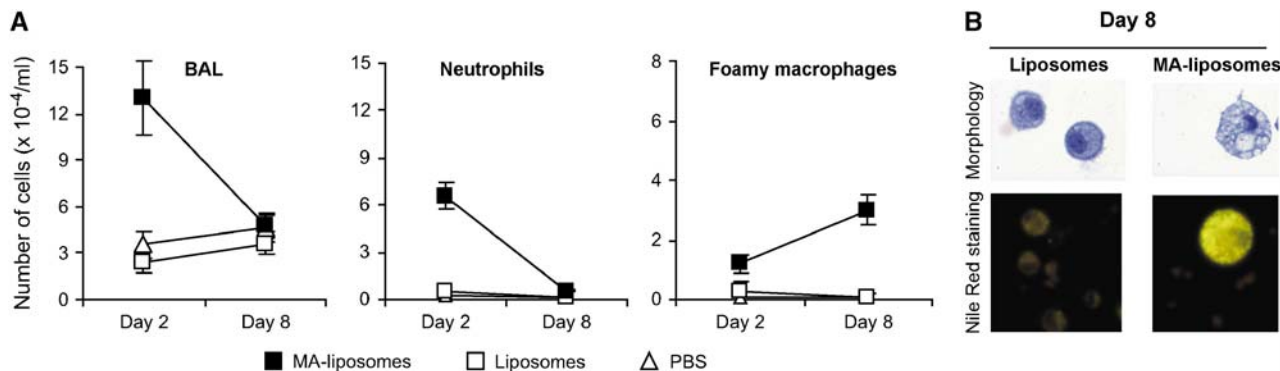 A
B
Day 8
BAL
Neutrophils
Foamy macrophages
Liposomes
MA-liposomes
Number of cells (x 10⁻⁴/ml)
15
12
9
6
3
0
Day 2
Day 8
15
12
9
6
3
0
Day 2
Day 8
8
6
4
2
0
Day 2
Day 8
Morphology
Nile Red staining
MA-liposomes
Liposomes
PBS